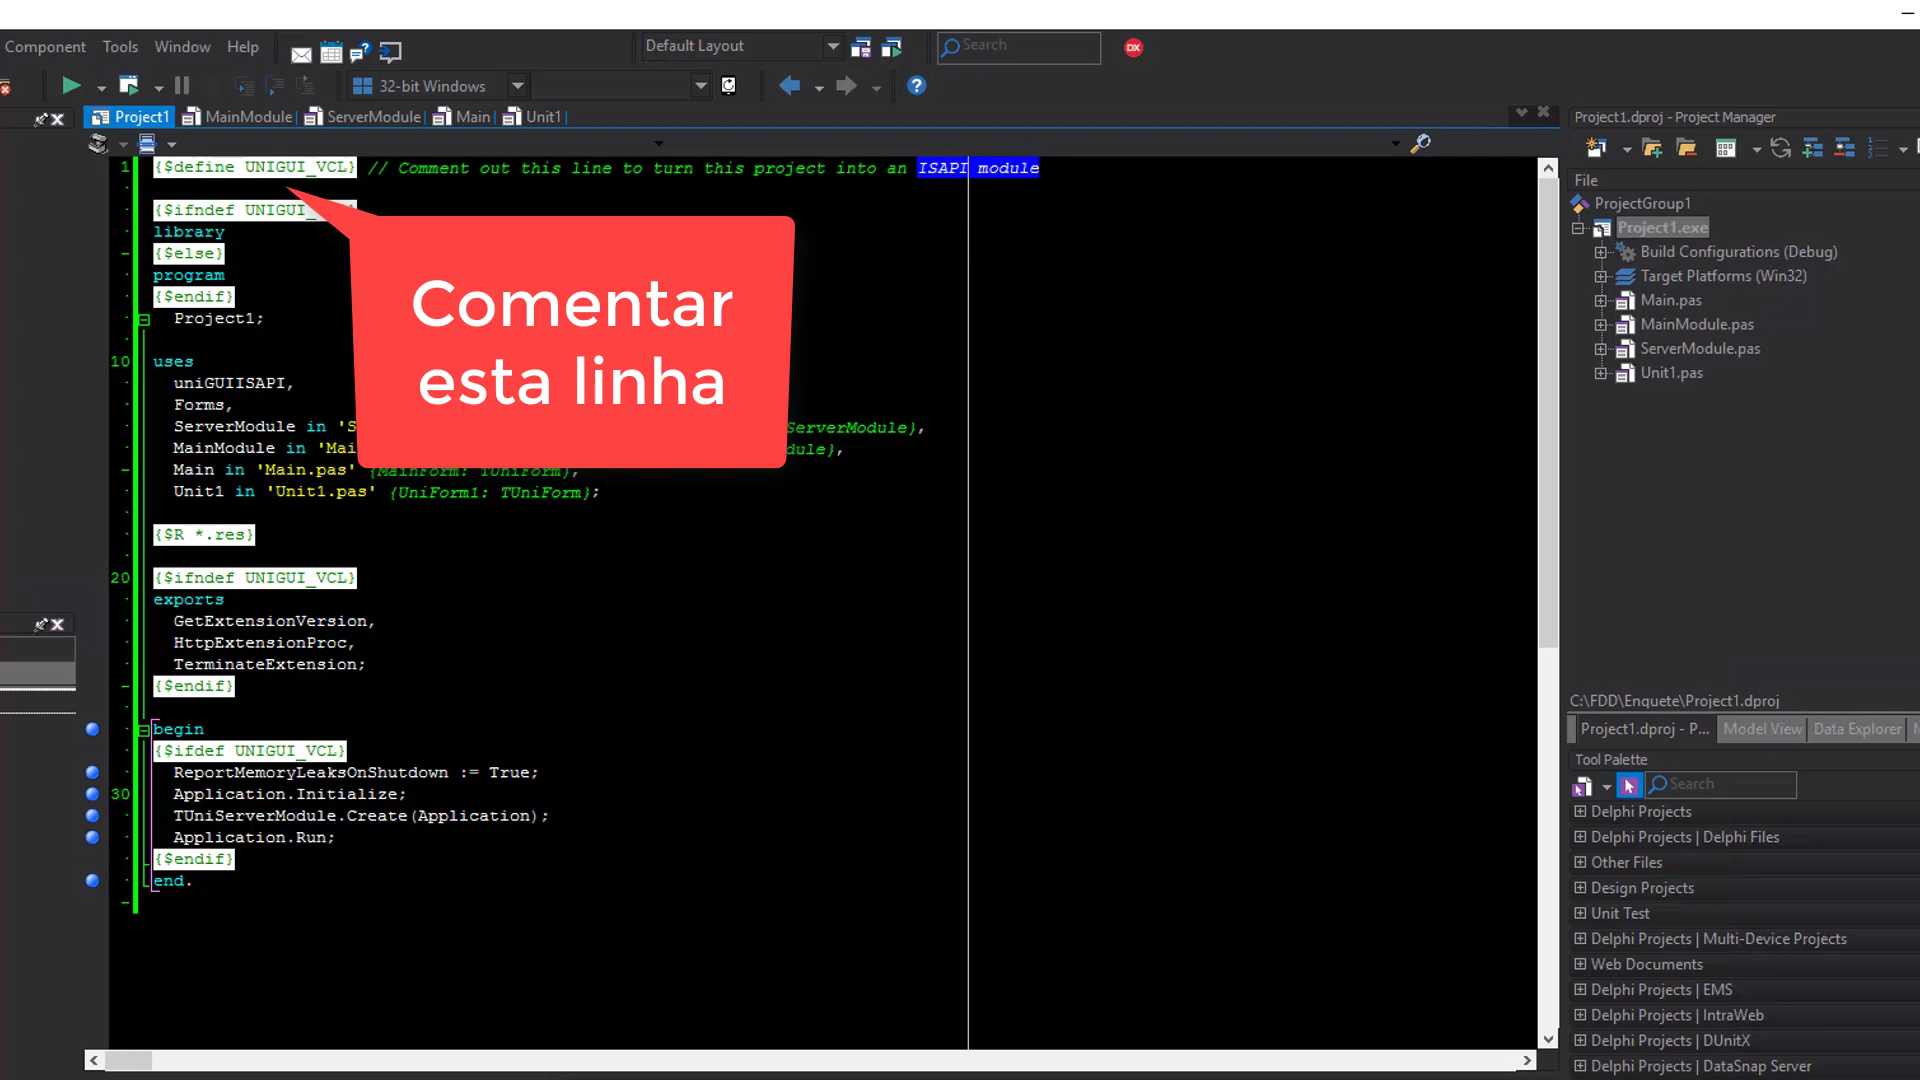 Component Tools Window Help Default Layout Search DX
32-bit Windows ?
Project1 MainModule ServerModule Main Unit1
Project1.dproj - Project Manager
1 {$define UNIGUI_VCL} // Comment out this line to turn this project into an ISAPI module
{$ifndef UNIGUI_
library
{$else}
program
{$endif}
Project1;
10 uses
uniGUIISAPI,
Forms,
ServerModule in 'S ServerModule},
MainModule in 'Mai dule},
Main in 'Main.pas' {MainForm: TUniForm},
Unit1 in 'Unit1.pas' {UniForm1: TUniForm};
{$R *.res}
20 {$ifndef UNIGUI_VCL}
exports
GetExtensionVersion,
HttpExtensionProc,
TerminateExtension;
{$endif}
begin
{$ifdef UNIGUI_VCL}
ReportMemoryLeaksOnShutdown := True;
30 Application.Initialize;
TUniServerModule.Create(Application);
Application.Run;
{$endif}
end.
Comentar
esta linha
File
ProjectGroup1
Project1.exe
Build Configurations (Debug)
Target Platforms (Win32)
Main.pas
MainModule.pas
ServerModule.pas
Unit1.pas
C:\FDD\Enquete\Project1.dproj
Project1.dproj - P... Model View Data Explorer
Tool Palette
Search
Delphi Projects
Delphi Projects | Delphi Files
Other Files
Design Projects
Unit Test
Delphi Projects | Multi-Device Projects
Web Documents
Delphi Projects | EMS
Delphi Projects | IntraWeb
Delphi Projects | DUnitX
Delphi Projects | DataSnap Server